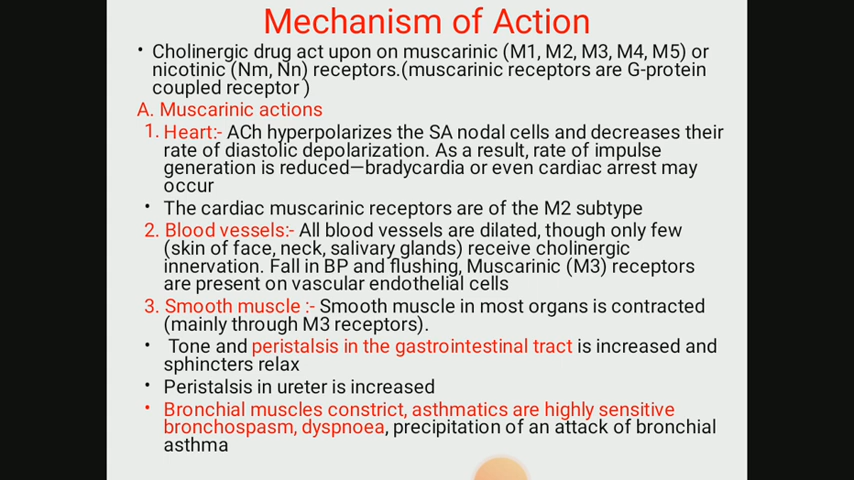 Mechanism of Action
• Cholinergic drug act upon on muscarinic (M1, M2, M3, M4, M5) or
nicotinic (Nm, Nn) receptors.(muscarinic receptors are G-protein
coupled receptor )
A. Muscarinic actions
1. Heart:- ACh hyperpolarizes the SA nodal cells and decreases their
rate of diastolic depolarization. As a result, rate of impulse
generation is reduced—bradycardia or even cardiac arrest may
occur
• The cardiac muscarinic receptors are of the M2 subtype
2. Blood vessels:- All blood vessels are dilated, though only few
(skin of face, neck, salivary glands) receive cholinergic
innervation. Fall in BP and flushing, Muscarinic (M3) receptors
are present on vascular endothelial cells
3. Smooth muscle :- Smooth muscle in most organs is contracted
(mainly through M3 receptors).
• Tone and peristalsis in the gastrointestinal tract is increased and
sphincters relax
• Peristalsis in ureter is increased
• Bronchial muscles constrict, asthmatics are highly sensitive
bronchospasm, dyspnoea, precipitation of an attack of bronchial
asthma